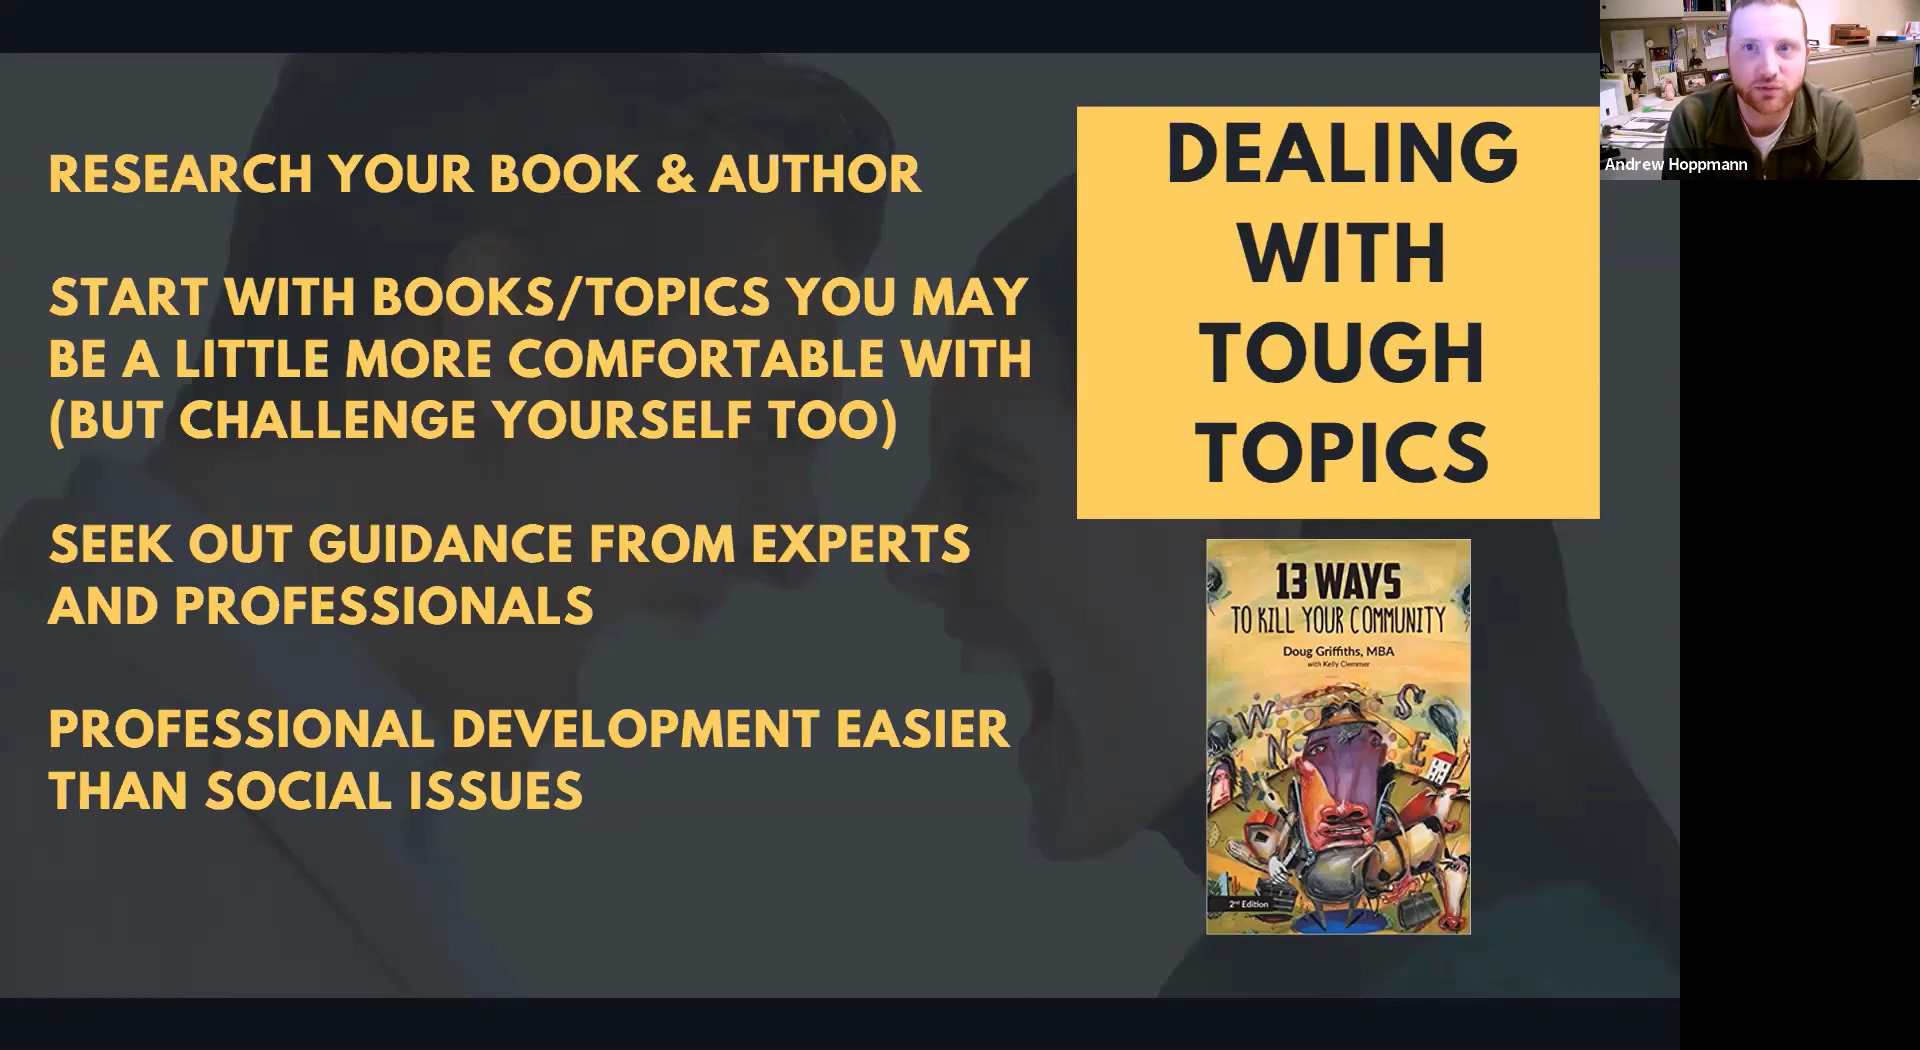 RESEARCH YOUR BOOK & AUTHOR
START WITH BOOKS/TOPICS YOU MAY
BE A LITTLE MORE COMFORTABLE WITH
(BUT CHALLENGE YOURSELF TOO)
SEEK OUT GUIDANCE FROM EXPERTS
AND PROFESSIONALS
PROFESSIONAL DEVELOPMENT EASIER
THAN SOCIAL ISSUES
DEALING
WITH
TOUGH
TOPICS
13 WAYS
TO KILL YOUR COMMUNITY
Doug Griffiths, MBA
with Kelly Clemmer
W
N
S
E
2nd Edition
Andrew Hoppmann